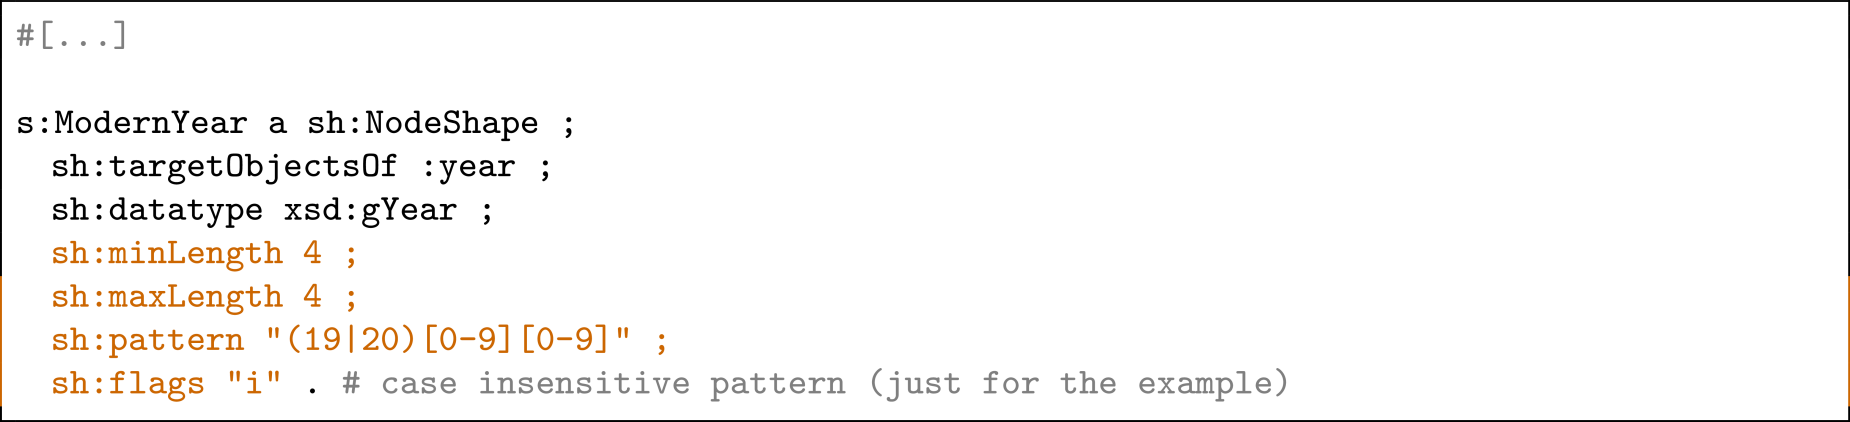 #[...]
s:ModernYear a sh:NodeShape ;
sh:targetObjectsOf :year ;
sh:datatype xsd:gYear ;
sh:minLength 4 ;
sh:maxLength 4 ;
sh:pattern "(19|20)[0-9][0-9]" ;
sh:flags "i" . # case insensitive pattern (just for the example)